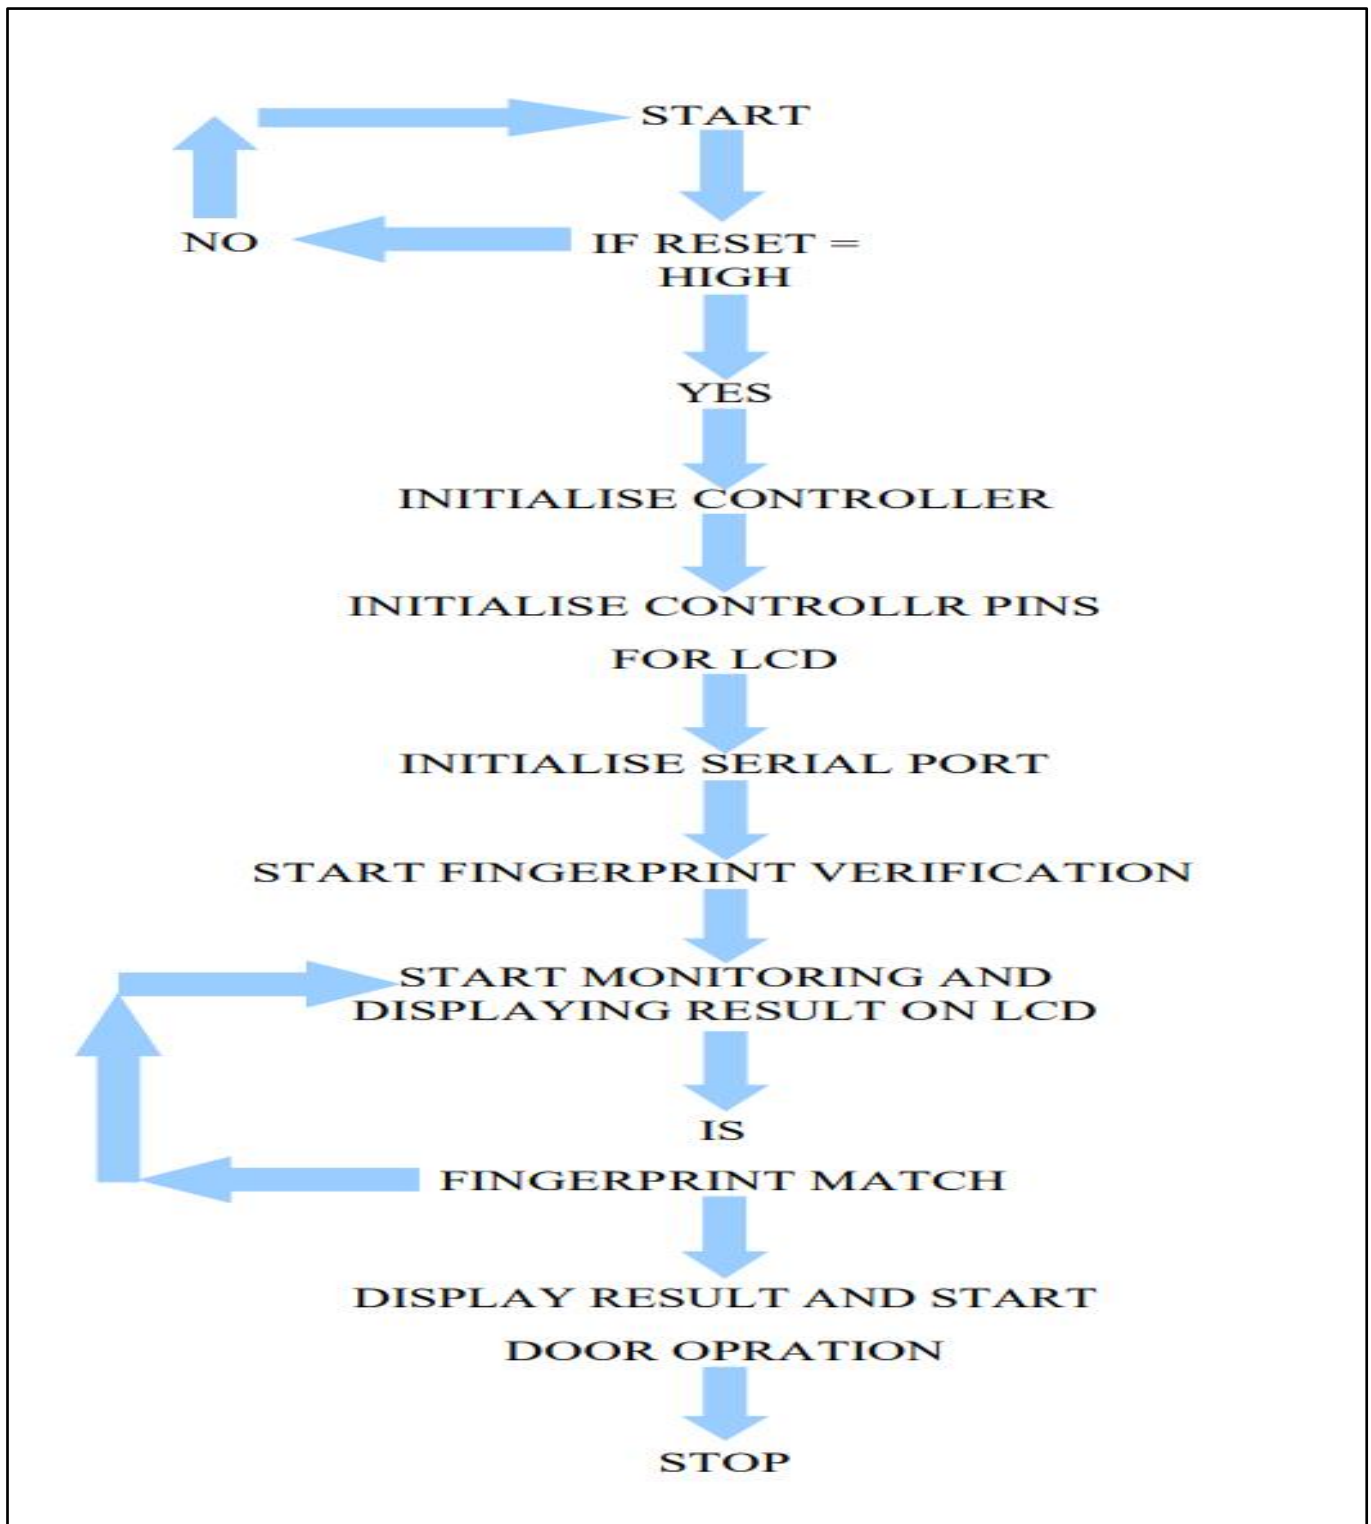 START
NO
IF RESET =
HIGH
YES
INITIALISE CONTROLLER
INITIALISE CONTROLLR PINS
FOR LCD
INITIALISE SERIAL PORT
START FINGERPRINT VERIFICATION
START MONITORING AND
DISPLAYING RESULT ON LCD
IS
FINGERPRINT MATCH
DISPLAY RESULT AND START
DOOR OPRATION
STOP